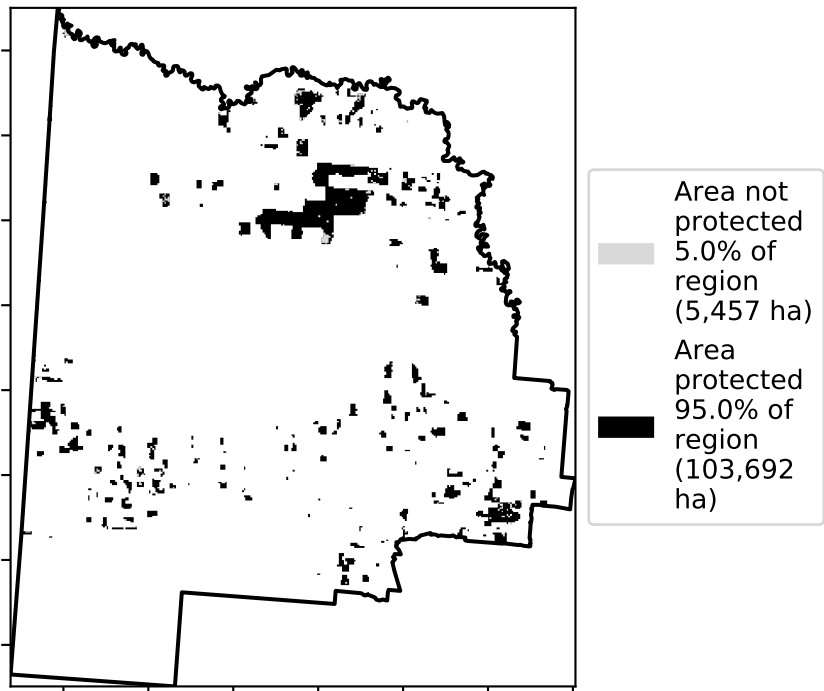 Area not
protected
5.0% of
region
(5,457 ha)
Area
protected
95.0% of
region
(103,692
ha)